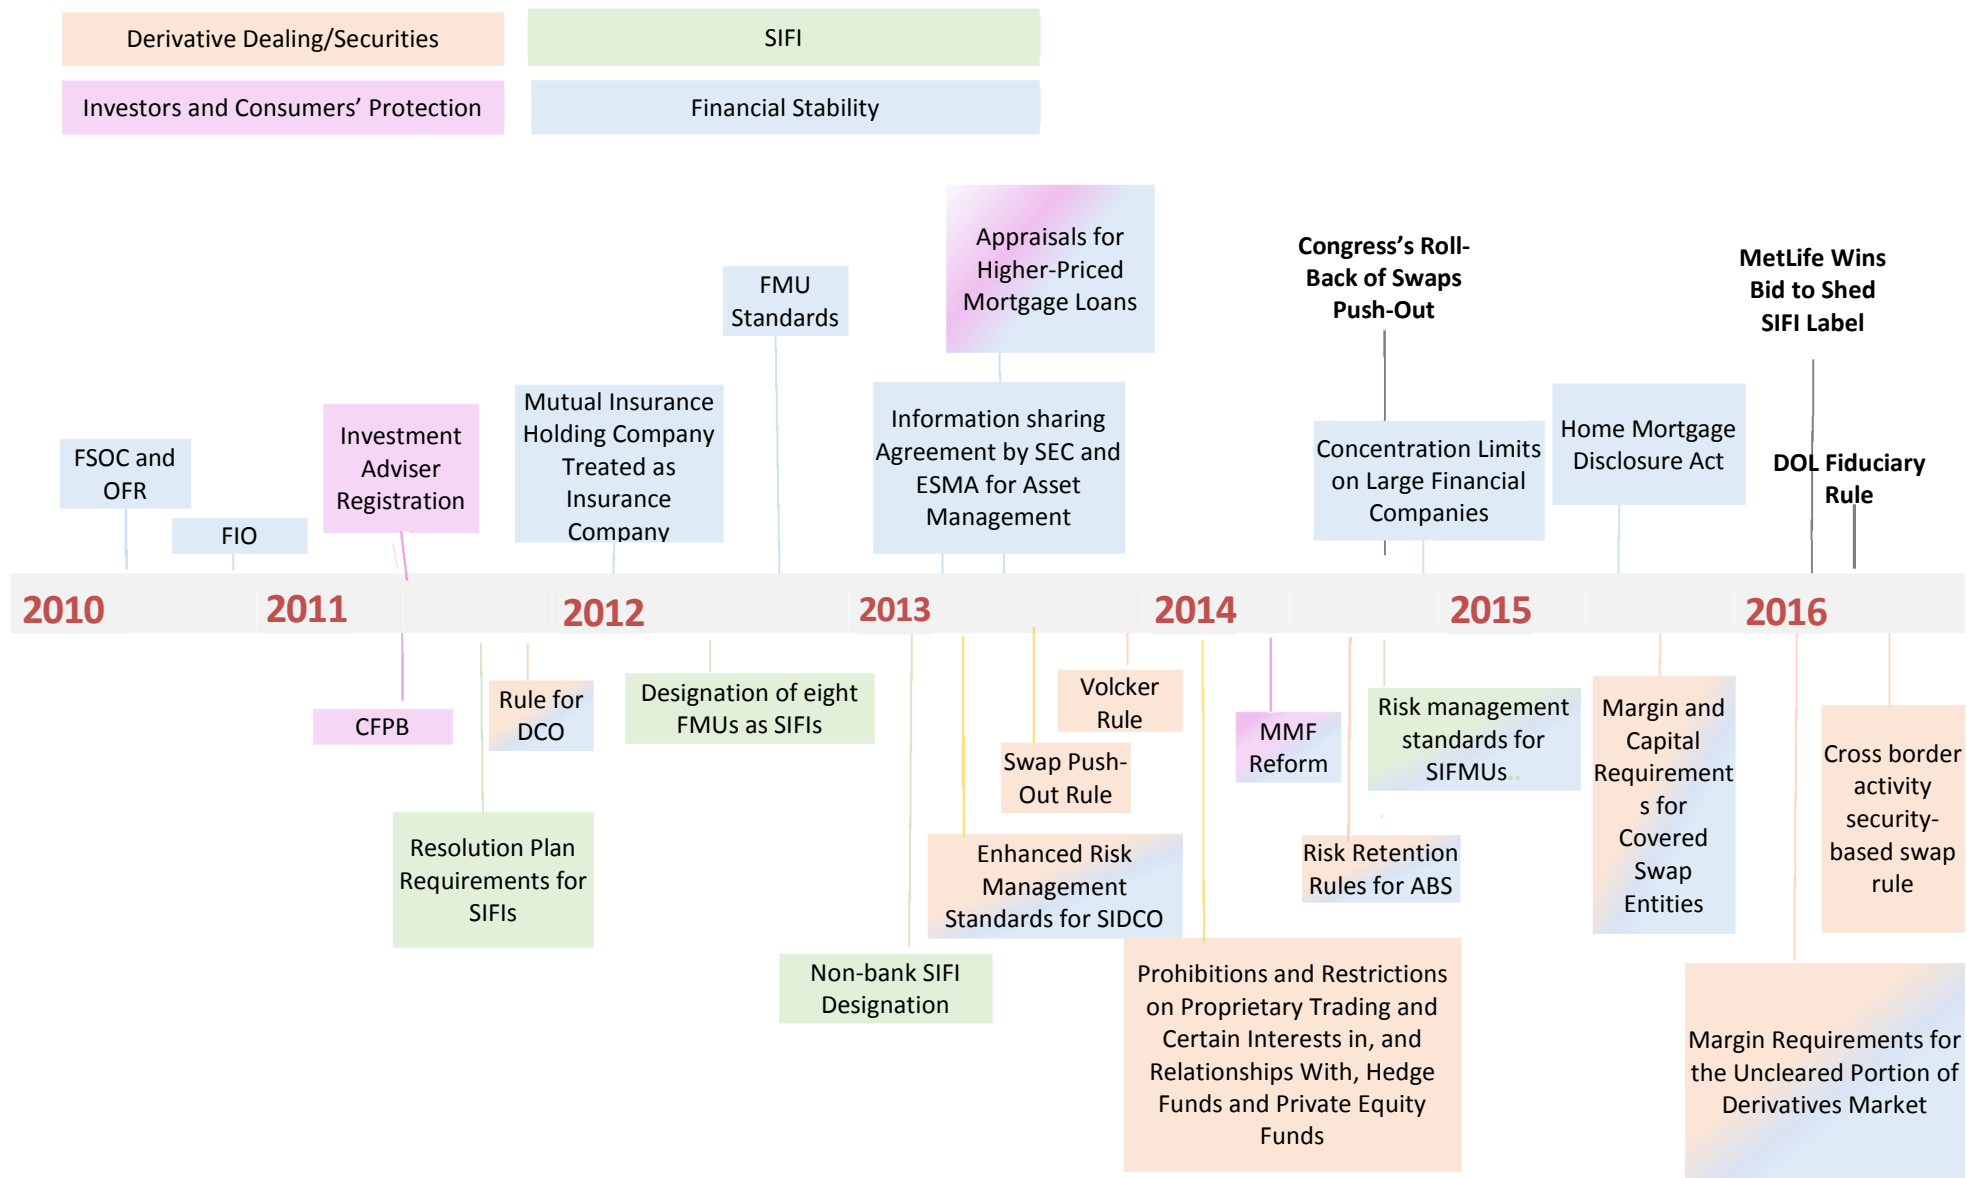 Derivative Dealing/Securities
SIFI
Investors and Consumers’ Protection
Financial Stability
Appraisals for
Higher-Priced
Mortgage Loans
Congress’s Roll-
Back of Swaps
Push-Out
MetLife Wins
Bid to Shed
SIFI Label
FMU
Standards
Mutual Insurance
Holding Company
Treated as
Insurance
Company
Information sharing
Agreement by SEC and
ESMA for Asset
Management
Investment
Adviser
Registration
FSOC and
OFR
FIO
Concentration Limits
on Large Financial
Companies
Home Mortgage
Disclosure Act
DOL Fiduciary
Rule
2010
2011
2012
2013
2014
2015
2016
CFPB
Rule for
DCO
Designation of eight
FMUs as SIFIs
Volcker
Rule
Swap Push-
Out Rule
MMF
Reform
Risk management
standards for
SIFMUs..
Margin and
Capital
Requirement
s for
Covered
Swap
Entities
Cross border
activity
security-
based swap
rule
Resolution Plan
Requirements for
SIFIs
Enhanced Risk
Management
Standards for SIDCO
Risk Retention
Rules for ABS
Non-bank SIFI
Designation
Prohibitions and Restrictions
on Proprietary Trading and
Certain Interests in, and
Relationships With, Hedge
Funds and Private Equity
Funds
Margin Requirements for
the Uncleared Portion of
Derivatives Market